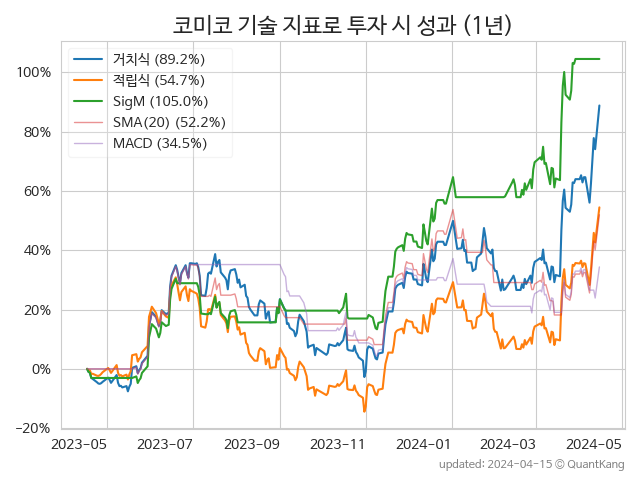 코미코 기술 지표로 투자 시 성과 (1년)
거치식 (89.2%)
적립식 (54.7%)
SigM (105.0%)
SMA(20) (52.2%)
MACD (34.5%)
100%
80%
60%
40%
20%
0%
−20%
2023-05 2023-07 2023-09 2023-11 2024-01 2024-03 2024-05
updated: 2024-04-15 © QuantKang